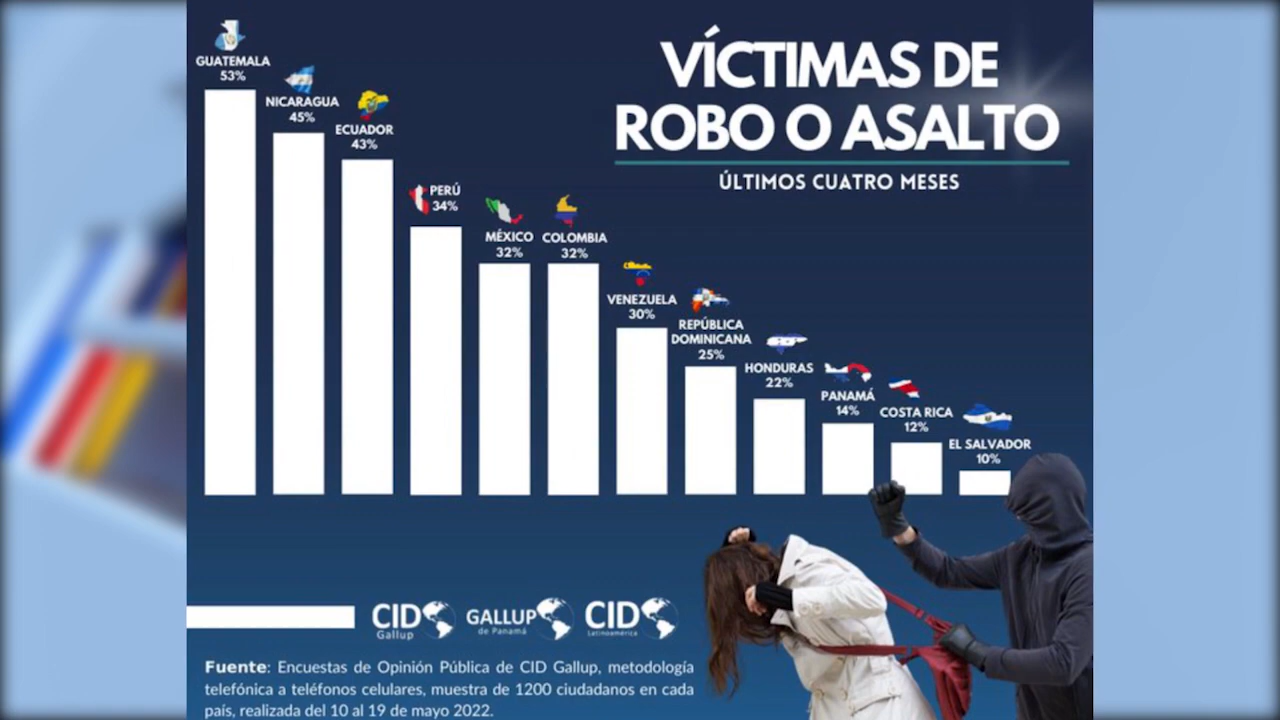 VÍCTIMAS DE
ROBO O ASALTO
ÚLTIMOS CUATRO MESES
GUATEMALA
53%
NICARAGUA
45%
ECUADOR
43%
PERÚ
34%
MÉXICO
32%
COLOMBIA
32%
VENEZUELA
30%
REPÚBLICA
DOMINICANA
25%
HONDURAS
22%
PANAMÁ
14%
COSTA RICA
12%
EL SALVADOR
10%
CID
Gallup
GALLUP
de Panamá
CID
Latinoamérica
Fuente: Encuestas de Opinión Pública de CID Gallup, metodología
telefónica a teléfonos celulares, muestra de 1200 ciudadanos en cada
país, realizada del 10 al 19 de mayo 2022.